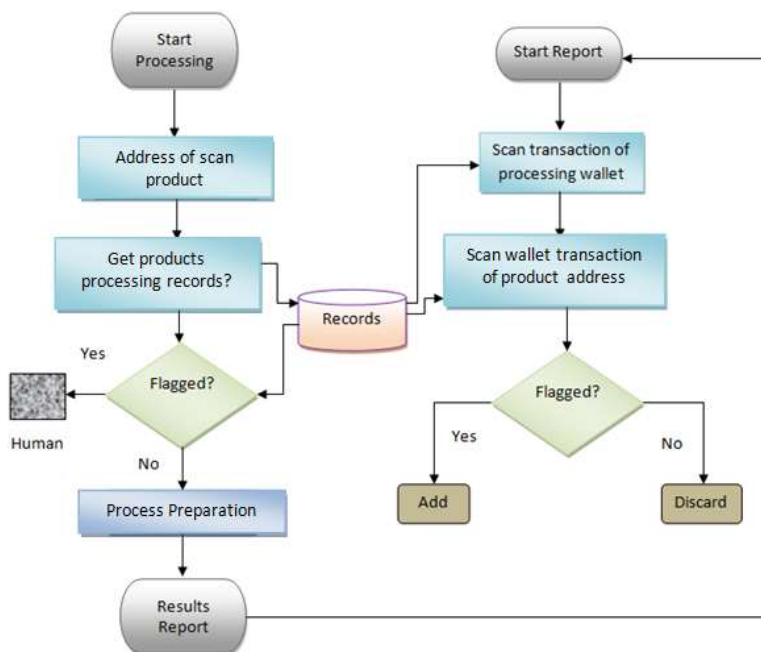 Start
Processing
Address of scan
product
Get products
processing records?
Records
Yes
Flagged?
Human
No
Process Preparation
Results
Report
Start Report
Scan transaction of
processing wallet
Scan wallet transaction
of product address
Flagged?
Yes
No
Add
Discard